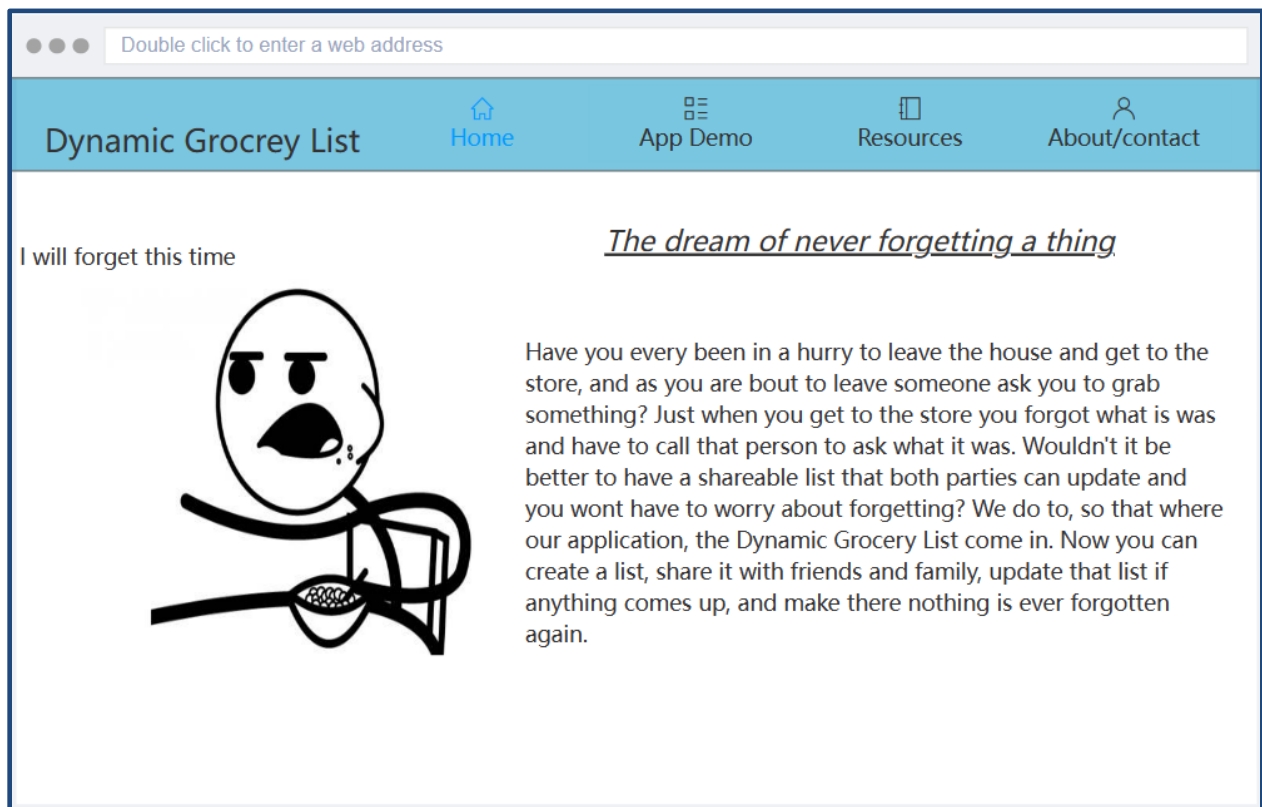 Double click to enter a web address
Dynamic Grocrey List
Home
App Demo
Resources
About/contact
I will forget this time
The dream of never forgetting a thing
Have you every been in a hurry to leave the house and get to the
store, and as you are bout to leave someone ask you to grab
something? Just when you get to the store you forgot what is was
and have to call that person to ask what it was. Wouldn't it be
better to have a shareable list that both parties can update and
you wont have to worry about forgetting? We do to, so that where
our application, the Dynamic Grocery List come in. Now you can
create a list, share it with friends and family, update that list if
anything comes up, and make there nothing is ever forgotten
again.